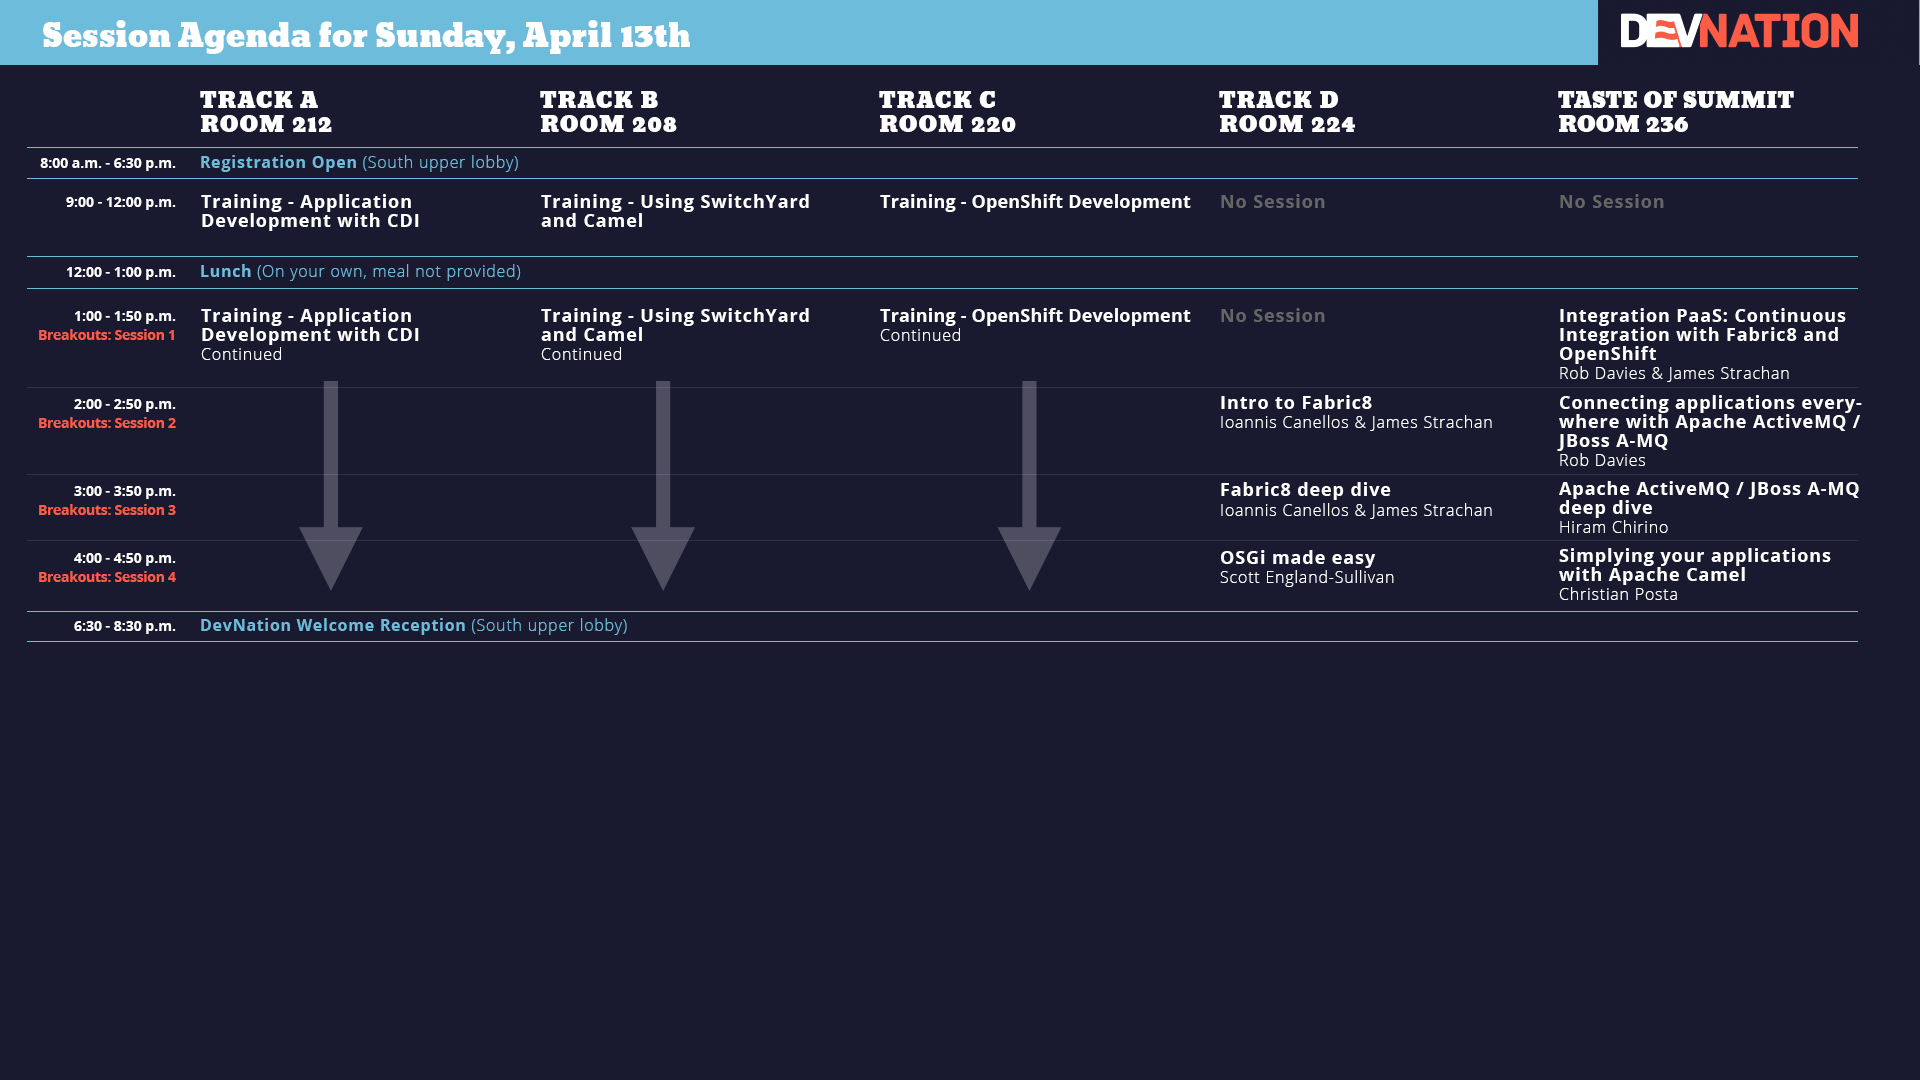 Session Agenda for Sunday, April 13th
DEVNATION
TRACK A
ROOM 212
TRACK B
ROOM 208
TRACK C
ROOM 220
TRACK D
ROOM 224
TASTE OF SUMMIT
ROOM 236
8:00 a.m. - 6:30 p.m.
Registration Open (South upper lobby)
9:00 - 12:00 p.m.
Training - Application
Development with CDI
Training - Using SwitchYard
and Camel
Training - OpenShift Development
No Session
No Session
12:00 - 1:00 p.m.
Lunch (On your own, meal not provided)
1:00 - 1:50 p.m.
Breakouts: Session 1
Training - Application
Development with CDI
Continued
Training - Using SwitchYard
and Camel
Continued
Training - OpenShift Development
Continued
No Session
Integration PaaS: Continuous
Integration with Fabric8 and
OpenShift
Rob Davies & James Strachan
2:00 - 2:50 p.m.
Breakouts: Session 2
Intro to Fabric8
Ioannis Canellos & James Strachan
Connecting applications every-
where with Apache ActiveMQ /
JBoss A-MQ
Rob Davies
3:00 - 3:50 p.m.
Breakouts: Session 3
Fabric8 deep dive
Ioannis Canellos & James Strachan
Apache ActiveMQ / JBoss A-MQ
deep dive
Hiram Chirino
4:00 - 4:50 p.m.
Breakouts: Session 4
OSGi made easy
Scott England-Sullivan
Simplying your applications
with Apache Camel
Christian Posta
6:30 - 8:30 p.m.
DevNation Welcome Reception (South upper lobby)